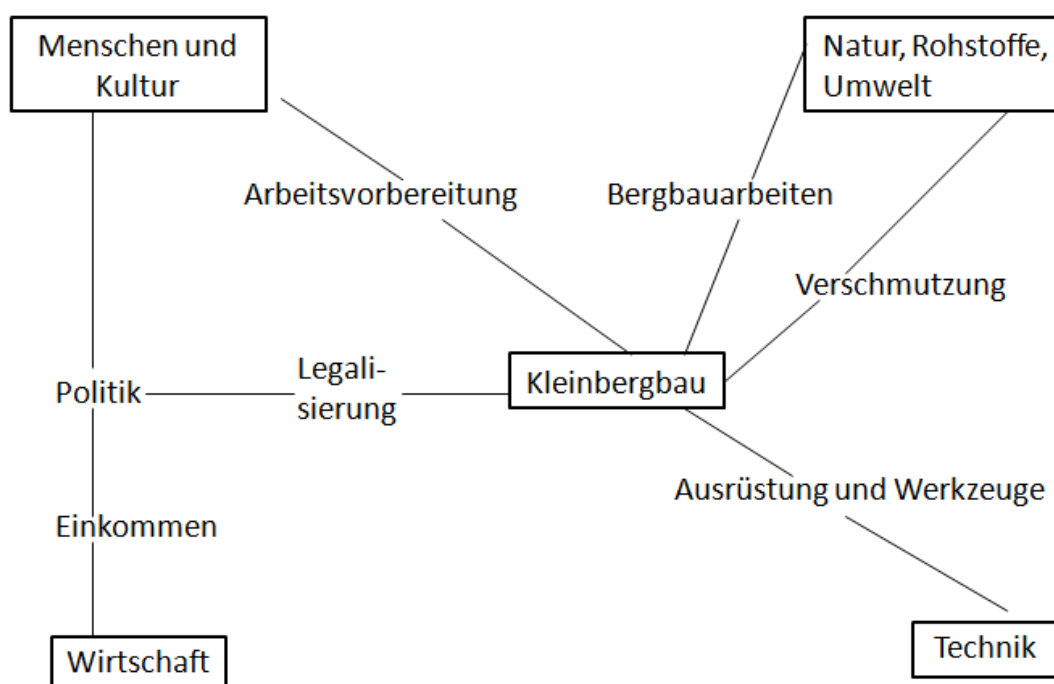 Menschen und
Kultur
Natur, Rohstoffe,
Umwelt
Arbeitsvorbereitung
Bergbauarbeiten
Verschmutzung
Legali-
sierung
Kleinbergbau
Politik
Ausrüstung und Werkzeuge
Einkommen
Technik
Wirtschaft